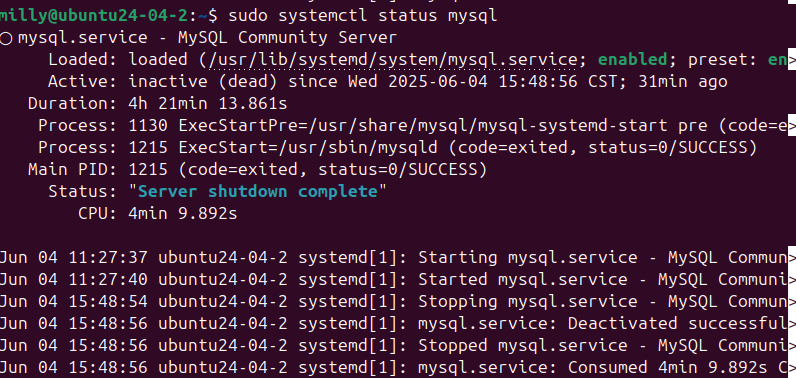 milly@ubuntu24-04-2:~$ sudo systemctl status mysql
○ mysql.service - MySQL Community Server
Loaded: loaded (/usr/lib/systemd/system/mysql.service; enabled; preset: en>
Active: inactive (dead) since Wed 2025-06-04 15:48:56 CST; 31min ago
Duration: 4h 21min 13.861s
Process: 1130 ExecStartPre=/usr/share/mysql/mysql-systemd-start pre (code=e>
Process: 1215 ExecStart=/usr/sbin/mysqld (code=exited, status=0/SUCCESS)
Main PID: 1215 (code=exited, status=0/SUCCESS)
Status: "Server shutdown complete"
CPU: 4min 9.892s
Jun 04 11:27:37 ubuntu24-04-2 systemd[1]: Starting mysql.service - MySQL Commun>
Jun 04 11:27:40 ubuntu24-04-2 systemd[1]: Started mysql.service - MySQL Communi>
Jun 04 15:48:54 ubuntu24-04-2 systemd[1]: Stopping mysql.service - MySQL Commun>
Jun 04 15:48:56 ubuntu24-04-2 systemd[1]: mysql.service: Deactivated successful>
Jun 04 15:48:56 ubuntu24-04-2 systemd[1]: Stopped mysql.service - MySQL Communi>
Jun 04 15:48:56 ubuntu24-04-2 systemd[1]: mysql.service: Consumed 4min 9.892s C>